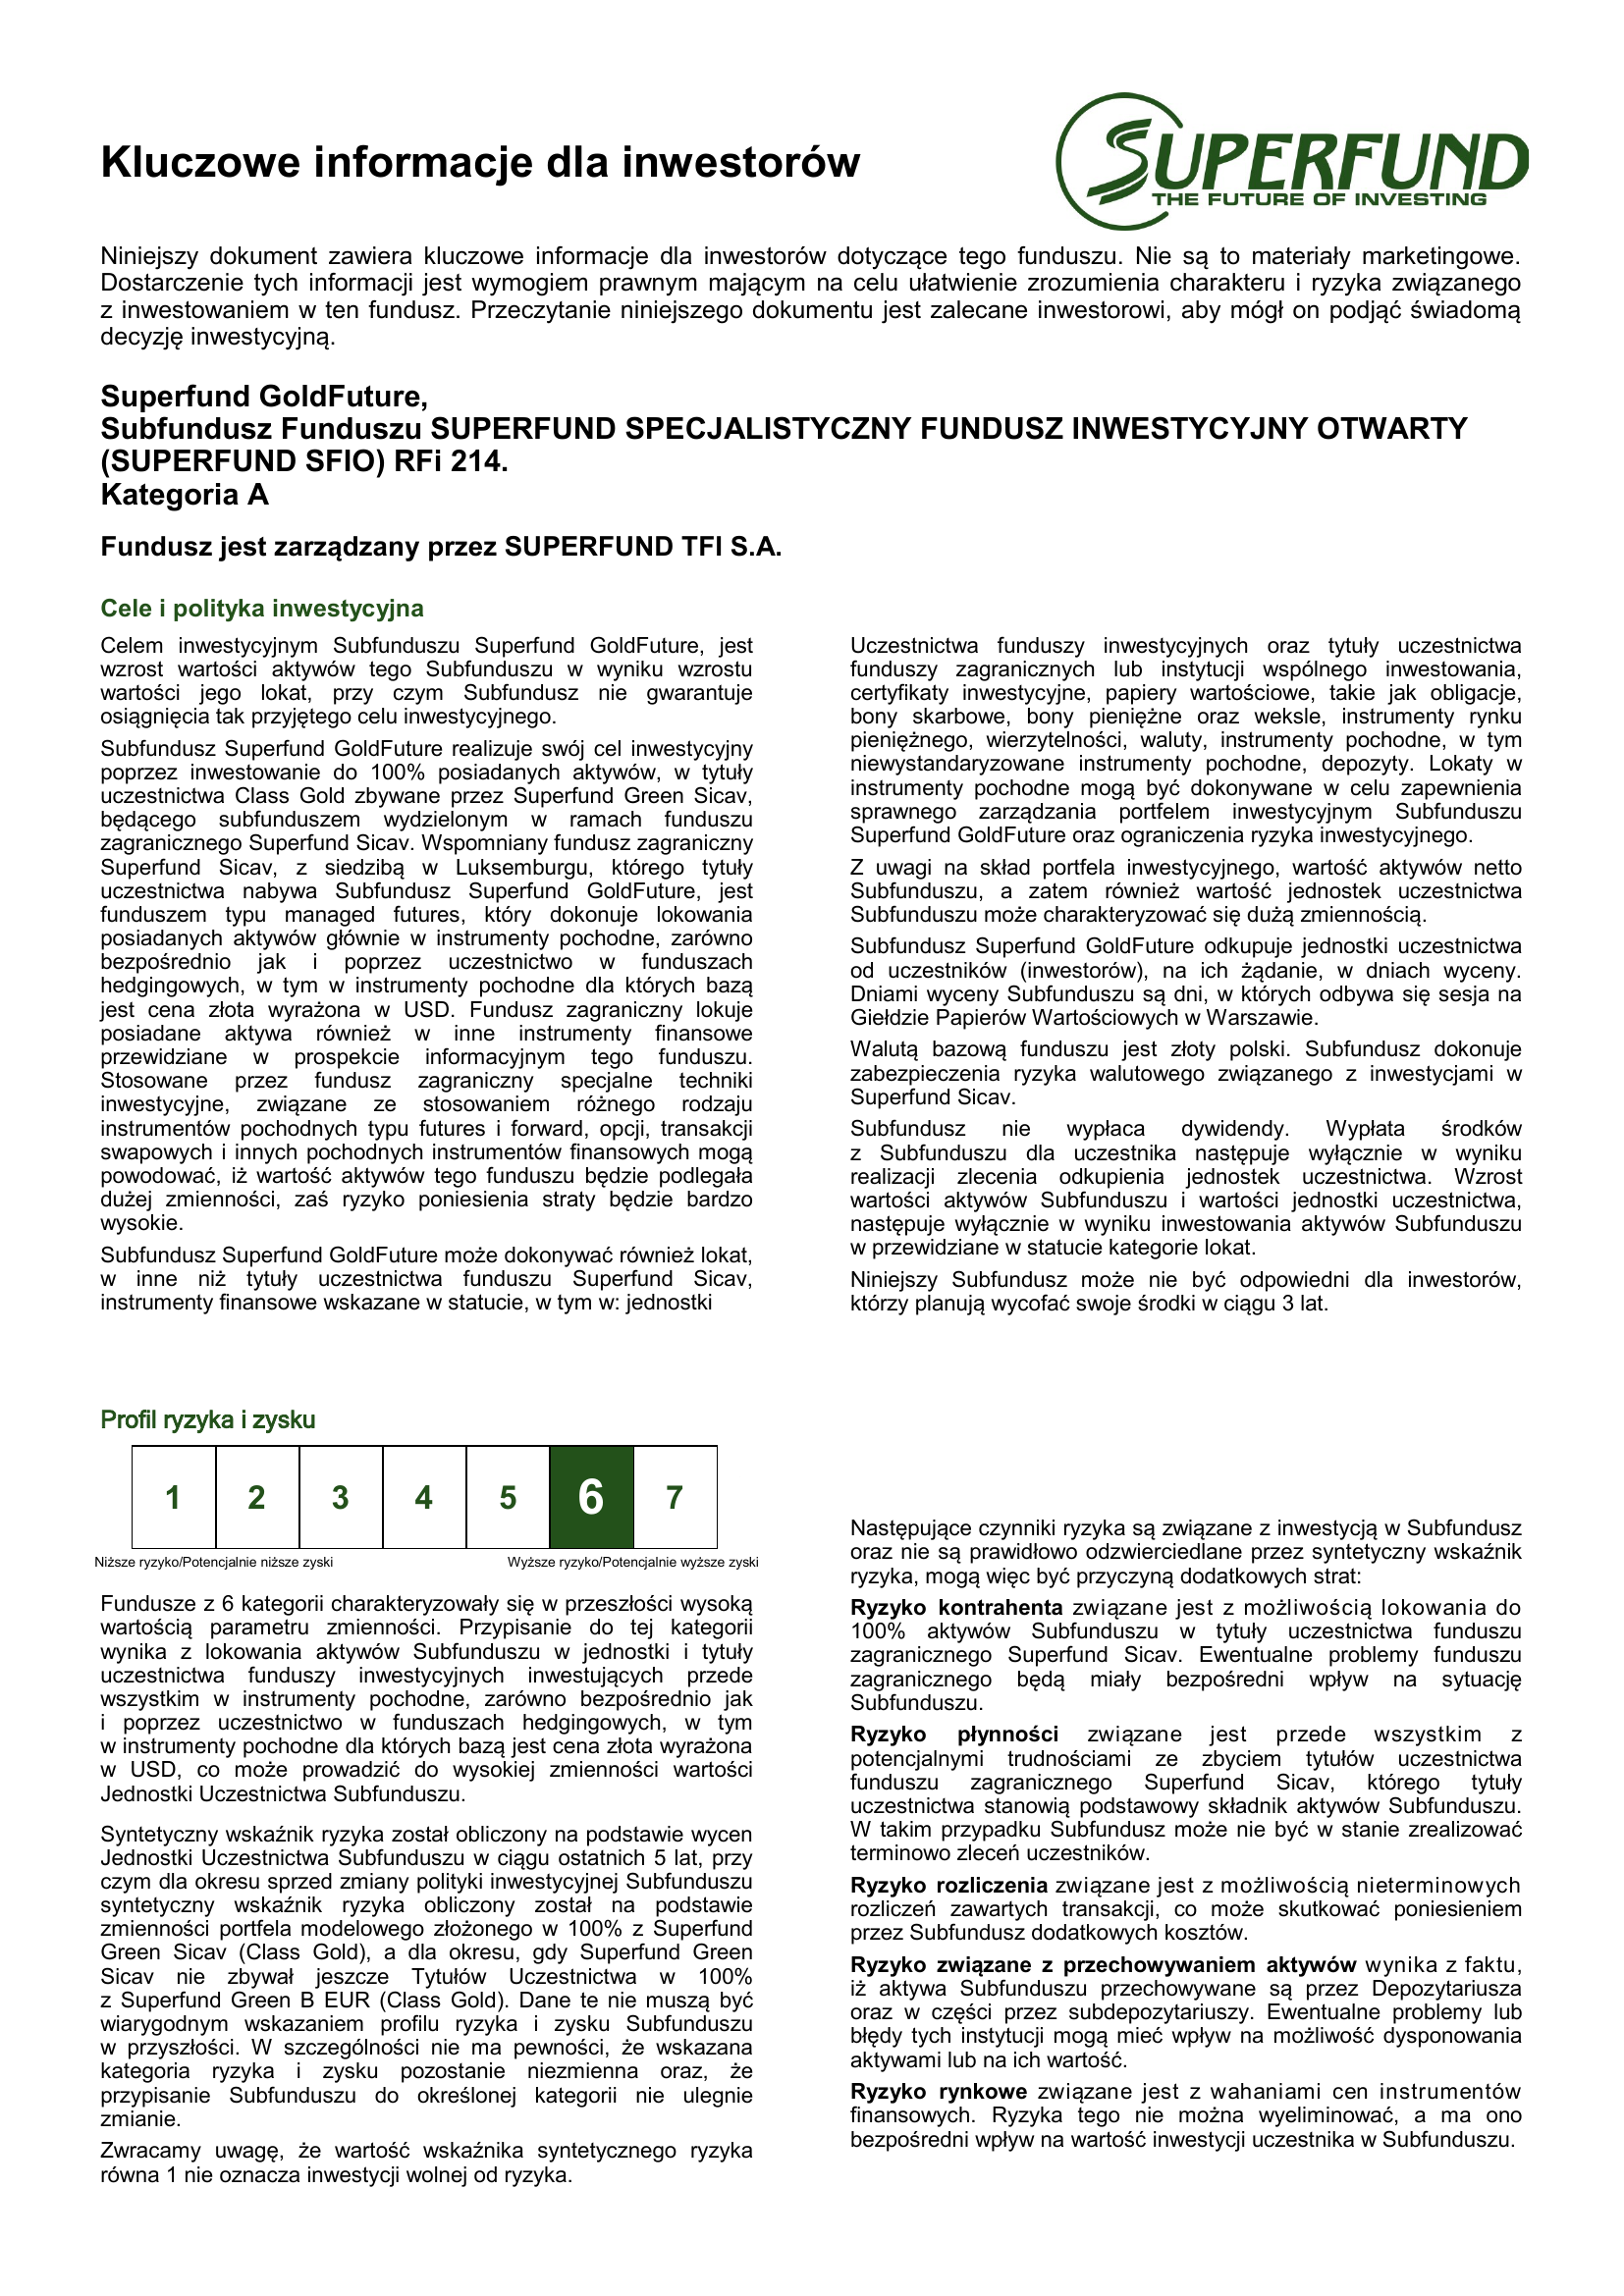 Kluczowe informacje dla inwestorów
SUPERFUND
THE FUTURE OF INVESTING
Niniejszy dokument zawiera kluczowe informacje dla inwestorów dotyczące tego funduszu. Nie są to materiały marketingowe.
Dostarczenie tych informacji jest wymogiem prawnym mającym na celu ułatwienie zrozumienia charakteru i ryzyka związanego
z inwestowaniem w ten fundusz. Przeczytanie niniejszego dokumentu jest zalecane inwestorowi, aby mógł on podjąć świadomą
decyzję inwestycyjną.
Superfund GoldFuture,
Subfundusz Funduszu SUPERFUND SPECJALISTYCZNY FUNDUSZ INWESTYCYJNY OTWARTY
(SUPERFUND SFIO) RFi 214.
Kategoria A
Fundusz jest zarządzany przez SUPERFUND TFI S.A.
Cele i polityka inwestycyjna
Celem inwestycyjnym Subfunduszu Superfund GoldFuture, jest
wzrost wartości aktywów tego Subfunduszu w wyniku wzrostu
wartości jego lokat, przy czym Subfundusz nie gwarantuje
osiągnięcia tak przyjętego celu inwestycyjnego.
Subfundusz Superfund GoldFuture realizuje swój cel inwestycyjny
poprzez inwestowanie do 100% posiadanych aktywów, w tytuły
uczestnictwa Class Gold zbywane przez Superfund Green Sicav,
będącego subfunduszem wydzielonym w ramach funduszu
zagranicznego Superfund Sicav. Wspomniany fundusz zagraniczny
Superfund Sicav, z siedzibą w Luksemburgu, którego tytuły
uczestnictwa nabywa Subfundusz Superfund GoldFuture, jest
funduszem typu managed futures, który dokonuje lokowania
posiadanych aktywów głównie w instrumenty pochodne, zarówno
bezpośrednio jak i poprzez uczestnictwo w funduszach
hedgingowych, w tym w instrumenty pochodne dla których bazą
jest cena złota wyrażona w USD. Fundusz zagraniczny lokuje
posiadane aktywa również w inne instrumenty finansowe
przewidziane w prospekcie informacyjnym tego funduszu.
Stosowane przez fundusz zagraniczny specjalne techniki
inwestycyjne, związane ze stosowaniem różnego rodzaju
instrumentów pochodnych typu futures i forward, opcji, transakcji
swapowych i innych pochodnych instrumentów finansowych mogą
powodować, iż wartość aktywów tego funduszu będzie podlegała
dużej zmienności, zaś ryzyko poniesienia straty będzie bardzo
wysokie.
Subfundusz Superfund GoldFuture może dokonywać również lokat,
w inne niż tytuły uczestnictwa funduszu Superfund Sicav,
instrumenty finansowe wskazane w statucie, w tym w: jednostki
Uczestnictwa funduszy inwestycyjnych oraz tytuły uczestnictwa
funduszy zagranicznych lub instytucji wspólnego inwestowania,
certyfikaty inwestycyjne, papiery wartościowe, takie jak obligacje,
bony skarbowe, bony pieniężne oraz weksle, instrumenty rynku
pieniężnego, wierzytelności, waluty, instrumenty pochodne, w tym
niewystandaryzowane instrumenty pochodne, depozyty. Lokaty w
instrumenty pochodne mogą być dokonywane w celu zapewnienia
sprawnego zarządzania portfelem inwestycyjnym Subfunduszu
Superfund GoldFuture oraz ograniczenia ryzyka inwestycyjnego.
Z uwagi na skład portfela inwestycyjnego, wartość aktywów netto
Subfunduszu, a zatem również wartość jednostek uczestnictwa
Subfunduszu może charakteryzować się dużą zmiennością.
Subfundusz Superfund GoldFuture odkupuje jednostki uczestnictwa
od uczestników (inwestorów), na ich żądanie, w dniach wyceny.
Dniami wyceny Subfunduszu są dni, w których odbywa się sesja na
Giełdzie Papierów Wartościowych w Warszawie.
Walutą bazową funduszu jest złoty polski. Subfundusz dokonuje
zabezpieczenia ryzyka walutowego związanego z inwestycjami w
Superfund Sicav.
Subfundusz nie wypłaca dywidendy. Wypłata środków
z Subfunduszu dla uczestnika następuje wyłącznie w wyniku
realizacji zlecenia odkupienia jednostek uczestnictwa. Wzrost
wartości aktywów Subfunduszu i wartości jednostki uczestnictwa,
następuje wyłącznie w wyniku inwestowania aktywów Subfunduszu
w przewidziane w statucie kategorie lokat.
Niniejszy Subfundusz może nie być odpowiedni dla inwestorów,
którzy planują wycofać swoje środki w ciągu 3 lat.
Profil ryzyka i zysku
1 2 3 4 5 6 7
Niższe ryzyko/Potencjalnie niższe zyski Wyższe ryzyko/Potencjalnie wyższe zyski
Fundusze z 6 kategorii charakteryzowały się w przeszłości wysoką
wartością parametru zmienności. Przypisanie do tej kategorii
wynika z lokowania aktywów Subfunduszu w jednostki i tytuły
uczestnictwa funduszy inwestycyjnych inwestujących przede
wszystkim w instrumenty pochodne, zarówno bezpośrednio jak
i poprzez uczestnictwo w funduszach hedgingowych, w tym
w instrumenty pochodne dla których bazą jest cena złota wyrażona
w USD, co może prowadzić do wysokiej zmienności wartości
Jednostki Uczestnictwa Subfunduszu.
Syntetyczny wskaźnik ryzyka został obliczony na podstawie wycen
Jednostki Uczestnictwa Subfunduszu w ciągu ostatnich 5 lat, przy
czym dla okresu sprzed zmiany polityki inwestycyjnej Subfunduszu
syntetyczny wskaźnik ryzyka obliczony został na podstawie
zmienności portfela modelowego złożonego w 100% z Superfund
Green Sicav (Class Gold), a dla okresu, gdy Superfund Green
Sicav nie zbywał jeszcze Tytułów Uczestnictwa w 100%
z Superfund Green B EUR (Class Gold). Dane te nie muszą być
wiarygodnym wskazaniem profilu ryzyka i zysku Subfunduszu
w przyszłości. W szczególności nie ma pewności, że wskazana
kategoria ryzyka i zysku pozostanie niezmienna oraz, że
przypisanie Subfunduszu do określonej kategorii nie ulegnie
zmianie.
Zwracamy uwagę, że wartość wskaźnika syntetycznego ryzyka
równa 1 nie oznacza inwestycji wolnej od ryzyka.
Następujące czynniki ryzyka są związane z inwestycją w Subfundusz
oraz nie są prawidłowo odzwierciedlane przez syntetyczny wskaźnik
ryzyka, mogą więc być przyczyną dodatkowych strat:
Ryzyko kontrahenta związane jest z możliwością lokowania do
100% aktywów Subfunduszu w tytuły uczestnictwa funduszu
zagranicznego Superfund Sicav. Ewentualne problemy funduszu
zagranicznego będą miały bezpośredni wpływ na sytuację
Subfunduszu.
Ryzyko płynności związane jest przede wszystkim z
potencjalnymi trudnościami ze zbyciem tytułów uczestnictwa
funduszu zagranicznego Superfund Sicav, którego tytuły
uczestnictwa stanowią podstawowy składnik aktywów Subfunduszu.
W takim przypadku Subfundusz może nie być w stanie zrealizować
terminowo zleceń uczestników.
Ryzyko rozliczenia związane jest z możliwością nieterminowych
rozliczeń zawartych transakcji, co może skutkować poniesieniem
przez Subfundusz dodatkowych kosztów.
Ryzyko związane z przechowywaniem aktywów wynika z faktu,
iż aktywa Subfunduszu przechowywane są przez Depozytariusza
oraz w części przez subdepozytariuszy. Ewentualne problemy lub
błędy tych instytucji mogą mieć wpływ na możliwość dysponowania
aktywami lub na ich wartość.
Ryzyko rynkowe związane jest z wahaniami cen instrumentów
finansowych. Ryzyka tego nie można wyeliminować, a ma ono
bezpośredni wpływ na wartość inwestycji uczestnika w Subfunduszu.